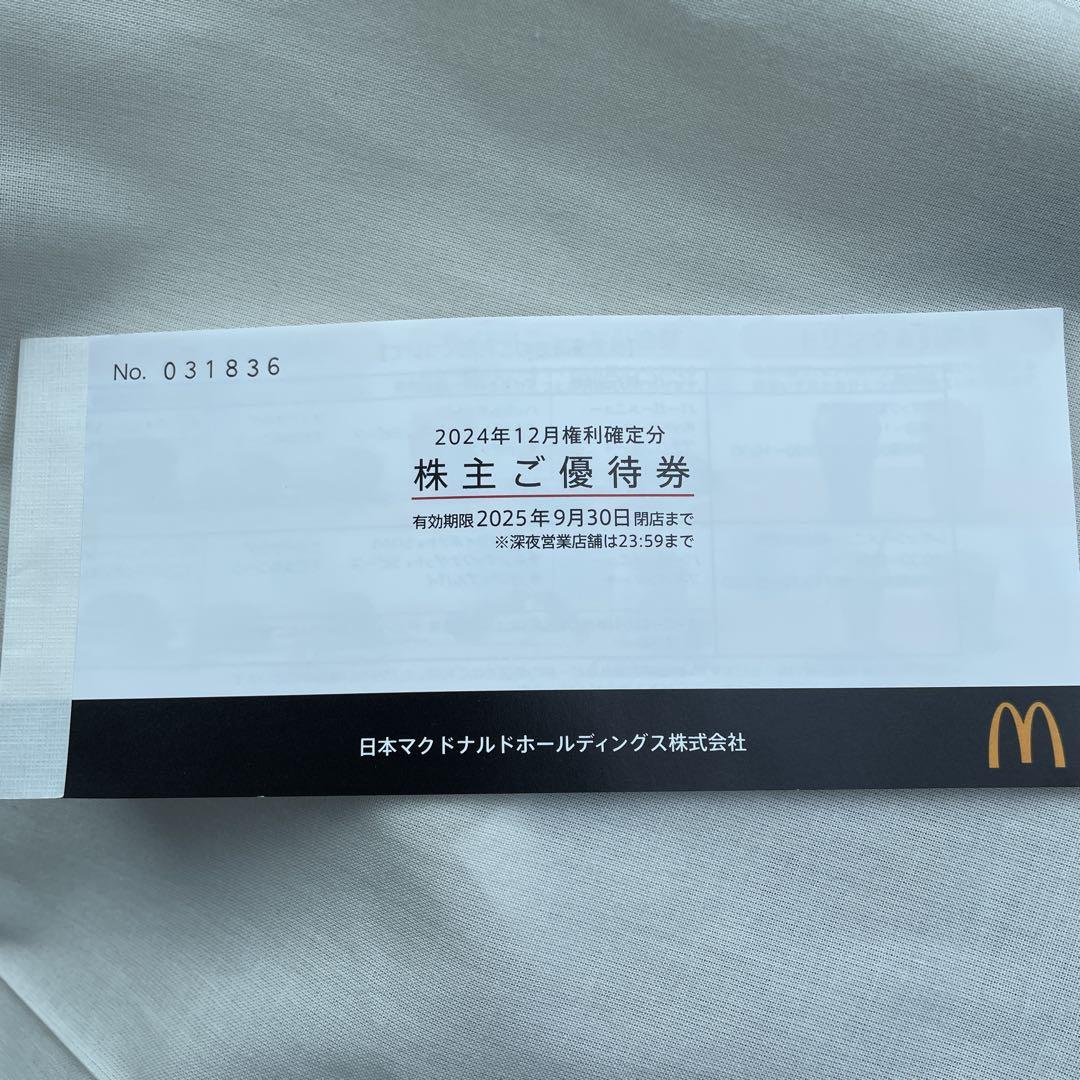 No. 031836
2024年12月権利確定分
株主ご優待券
有効期限2025年9月30日閉店まで
※深夜営業店舗は23:59まで
日本マクドナルドホールディングス株式会社